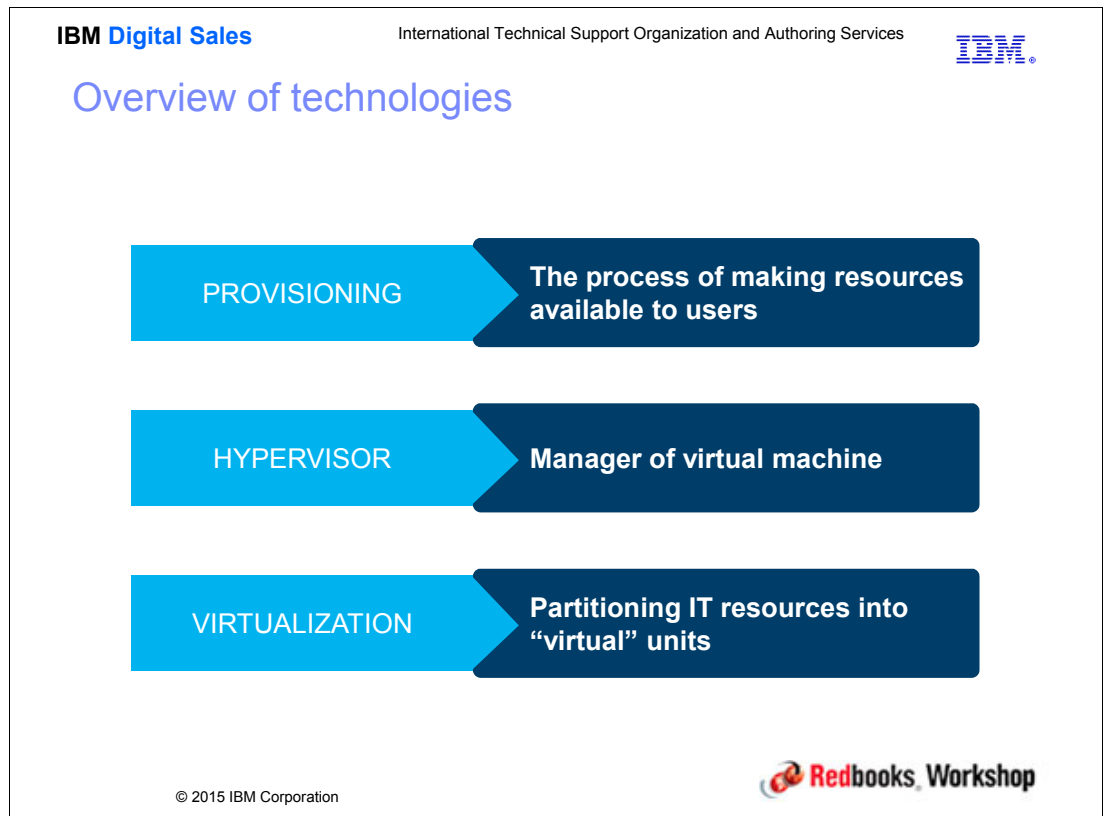 IBM Digital Sales
International Technical Support Organization and Authoring Services
IBM®
Overview of technologies
PROVISIONING
The process of making resources
available to users
HYPERVISOR
Manager of virtual machine
VIRTUALIZATION
Partitioning IT resources into
“virtual” units
© 2015 IBM Corporation
Redbooks® Workshop